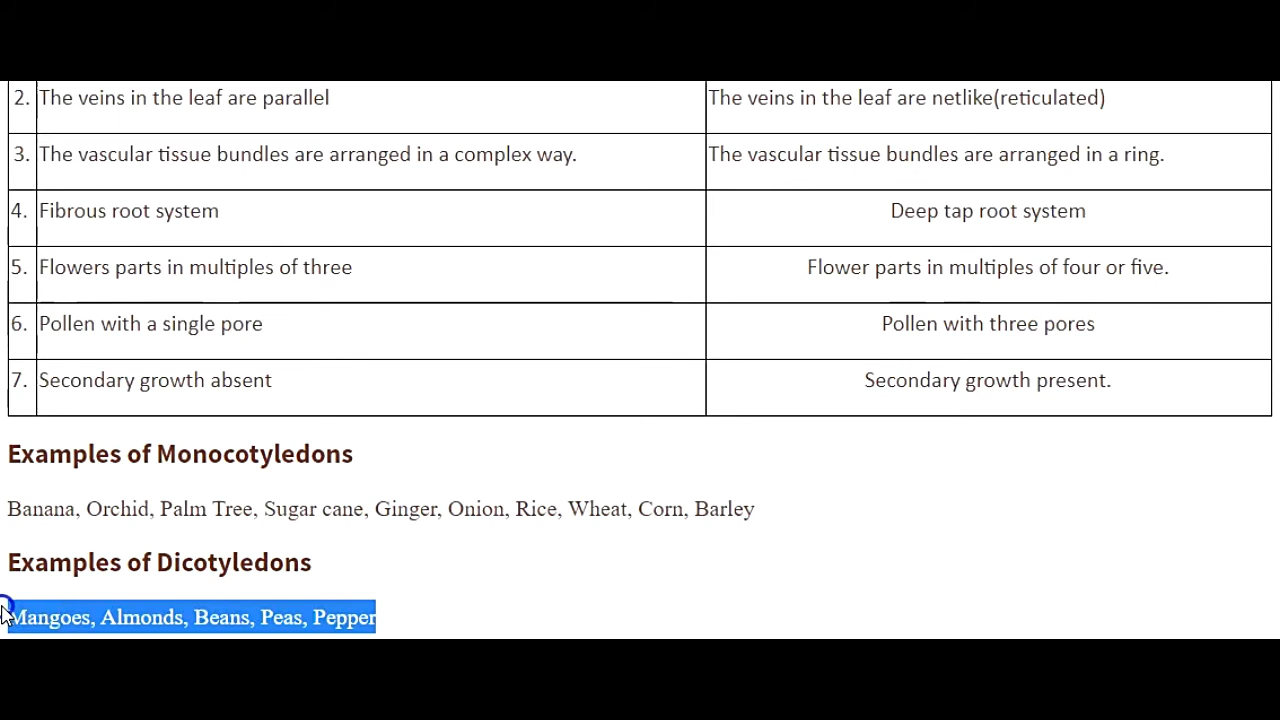 2. The veins in the leaf are parallel The veins in the leaf are netlike(reticulated)
3. The vascular tissue bundles are arranged in a complex way. The vascular tissue bundles are arranged in a ring.
4. Fibrous root system Deep tap root system
5. Flowers parts in multiples of three Flower parts in multiples of four or five.
6. Pollen with a single pore Pollen with three pores
7. Secondary growth absent Secondary growth present.
Examples of Monocotyledons
Banana, Orchid, Palm Tree, Sugar cane, Ginger, Onion, Rice, Wheat, Corn, Barley
Examples of Dicotyledons
Mangoes, Almonds, Beans, Peas, Pepper